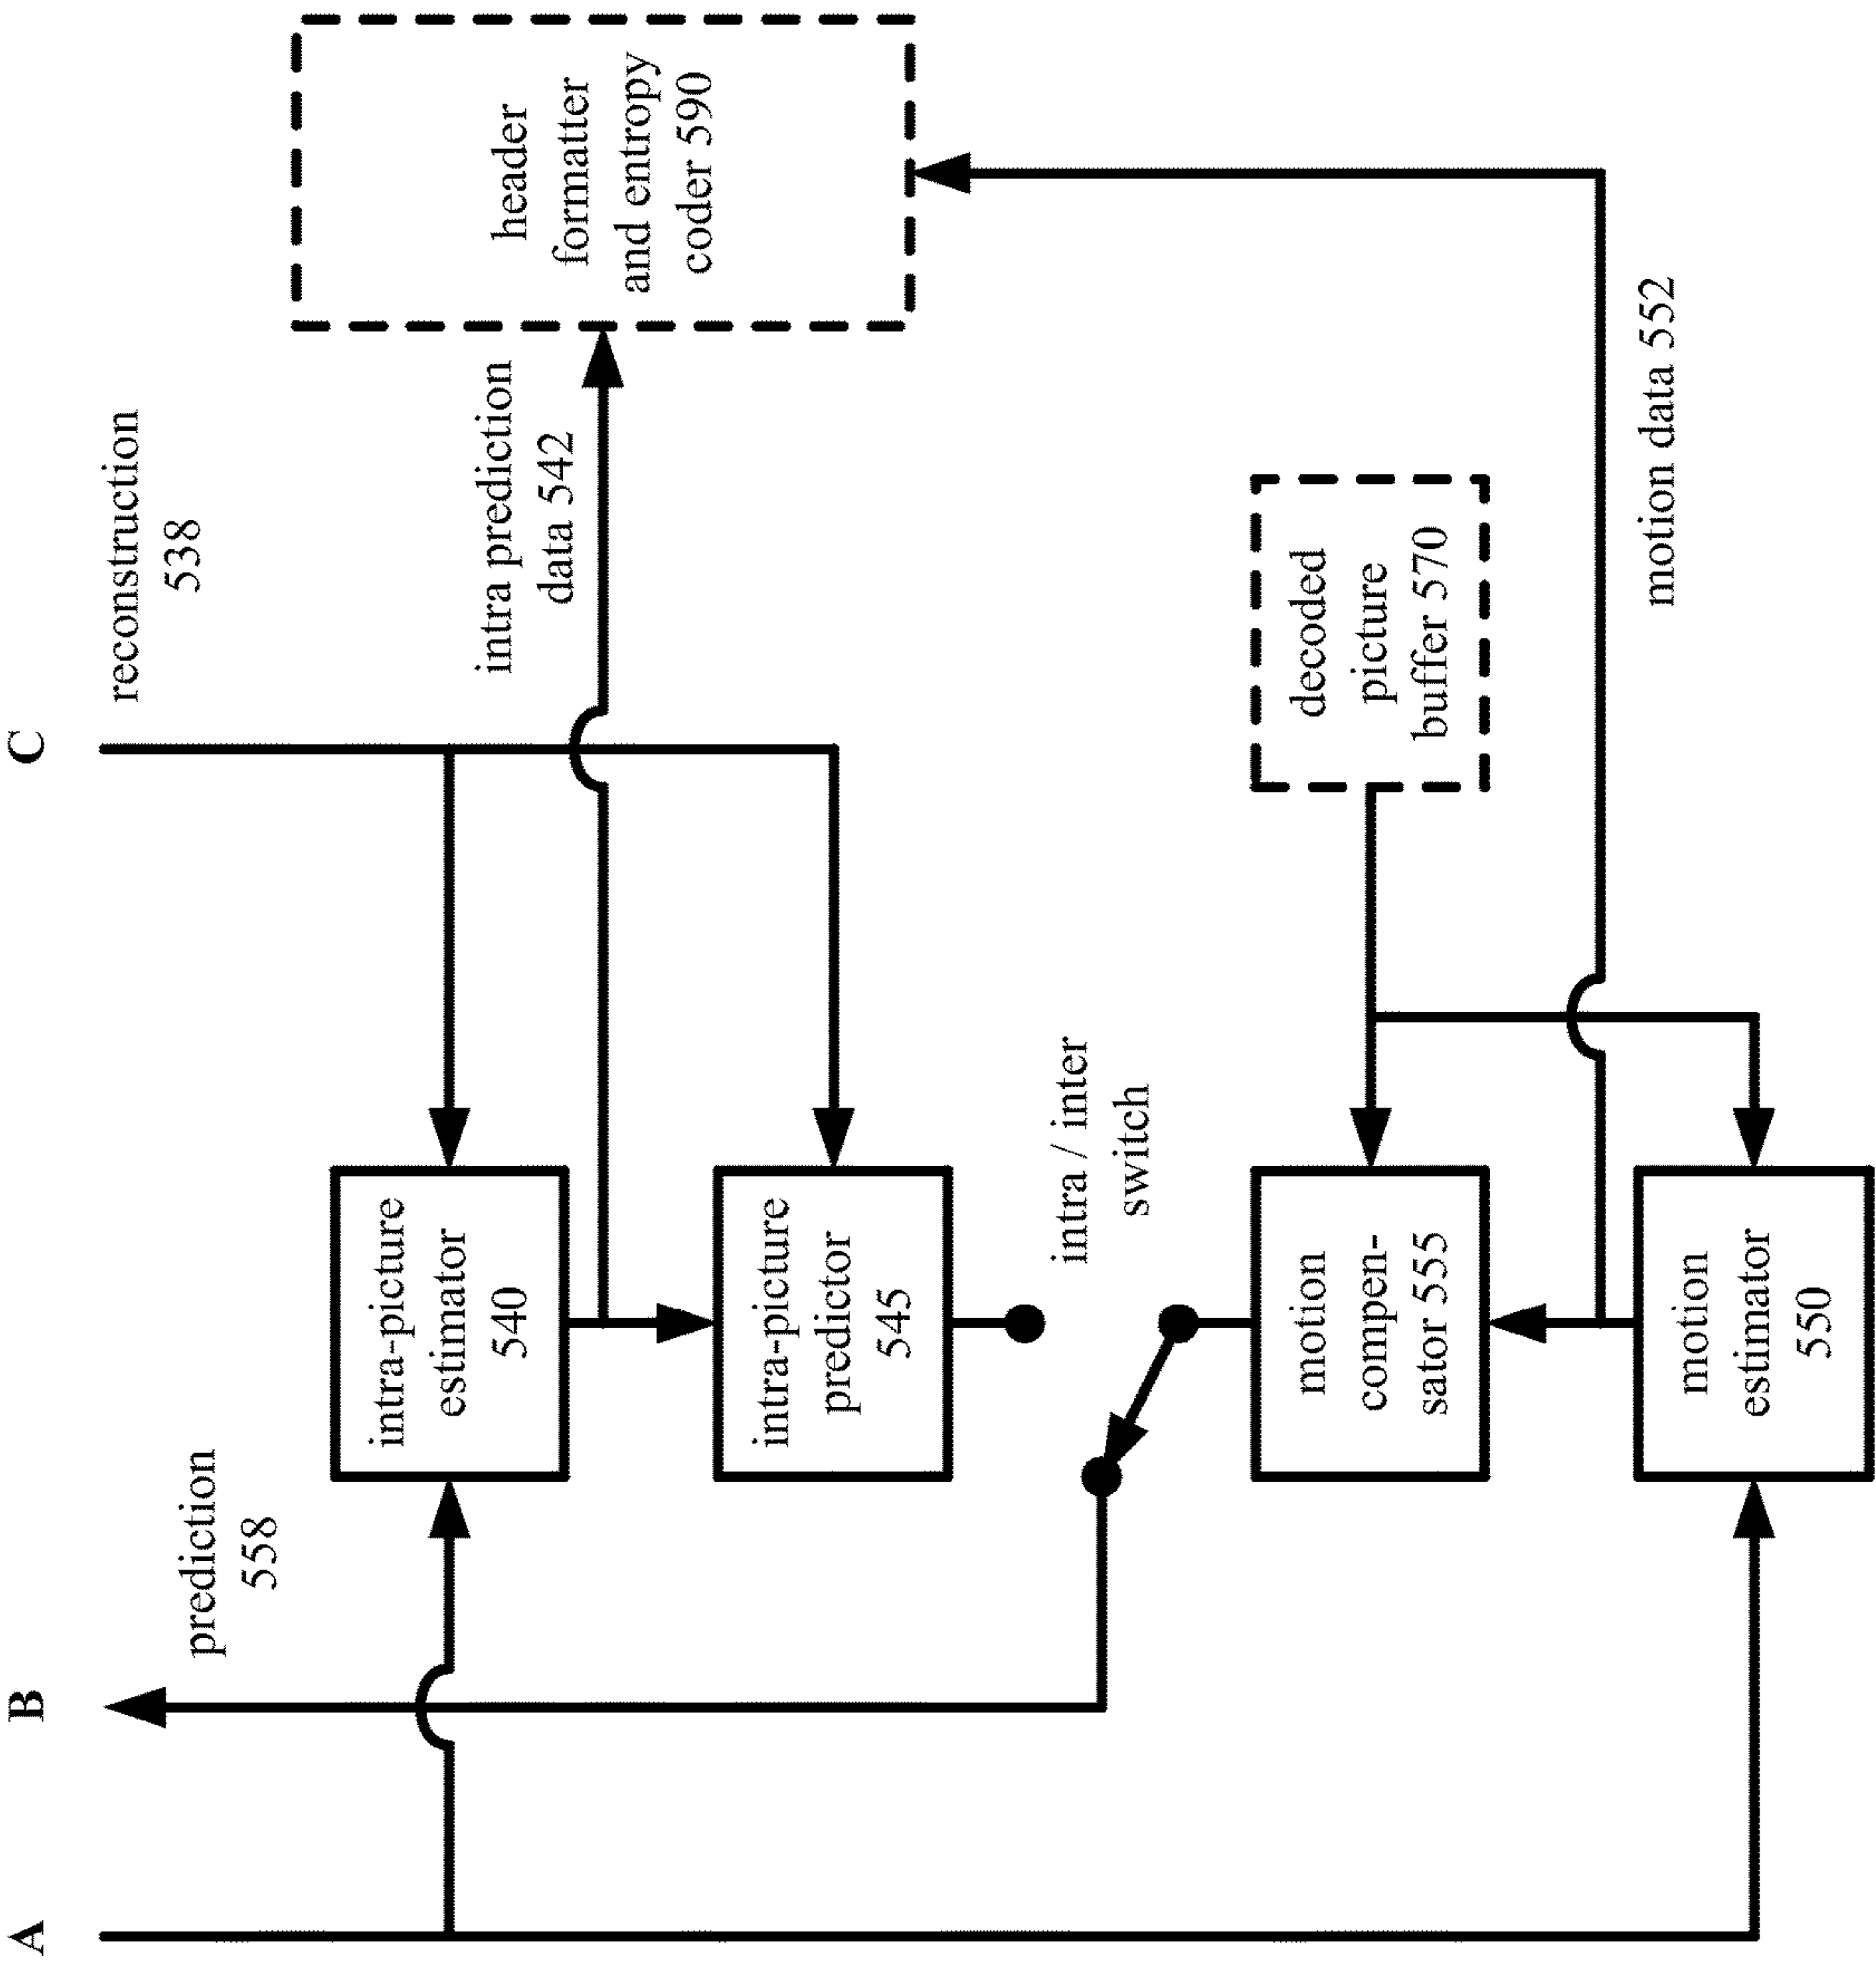 A
B
C
prediction
558
reconstruction
538
intra-picture
estimator
540
intra prediction
data 542
header
formatter
and entropy
coder 590
intra-picture
predictor
545
intra / inter
switch
motion
compen-
sator 555
decoded
picture
buffer 570
motion
estimator
550
motion data 552